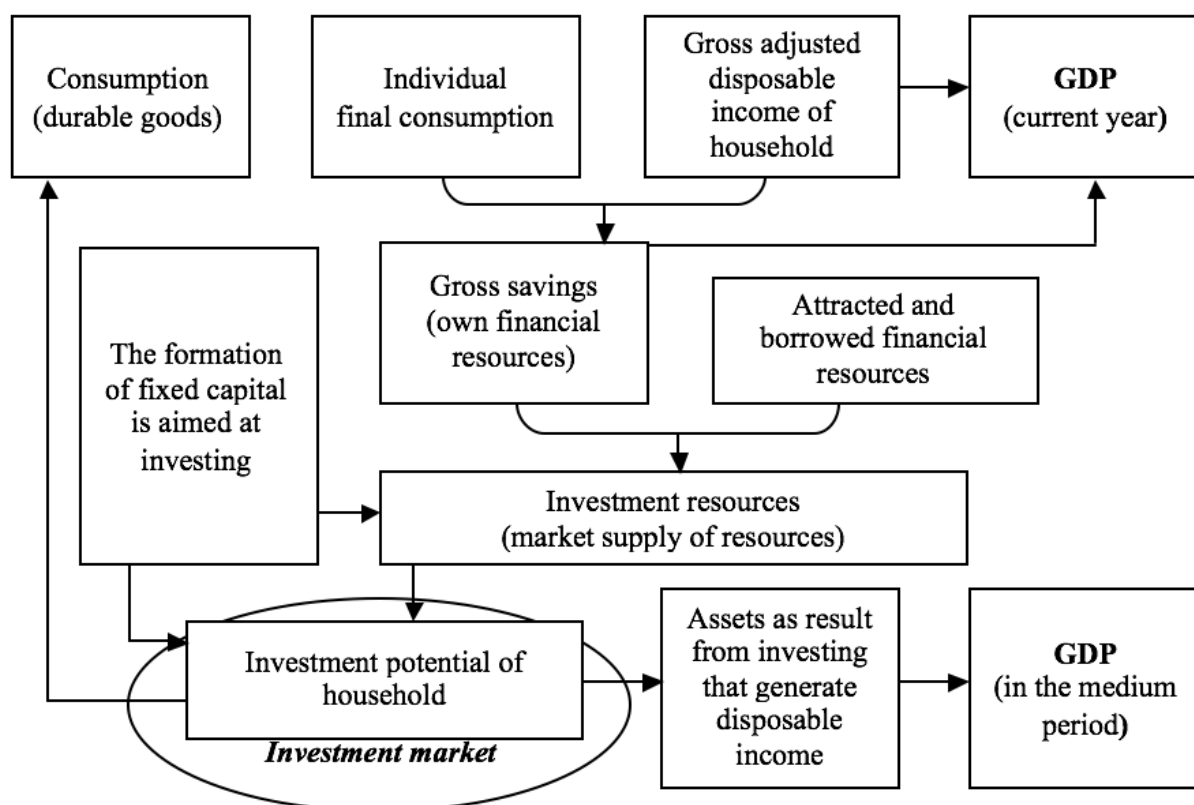 Consumption
(durable goods)
Individual
final consumption
Gross adjusted
disposable
income of
household
GDP
(current year)
Gross savings
(own financial
resources)
Attracted and
borrowed financial
resources
The formation
of fixed capital
is aimed at
investing
Investment resources
(market supply of resources)
Investment potential of
household
Investment market
Assets as result
from investing
that generate
disposable
income
GDP
(in the medium
period)